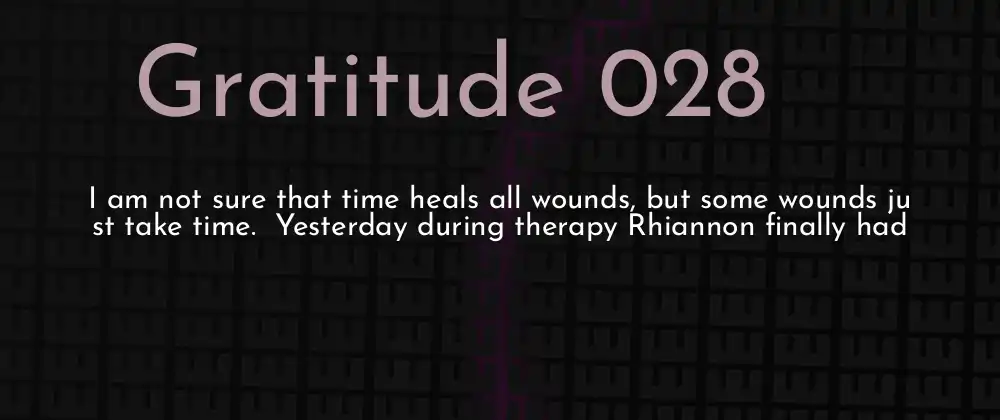 Gratitude 028
I am not sure that time heals all wounds, but some wounds ju
st take time.  Yesterday during therapy Rhiannon finally had